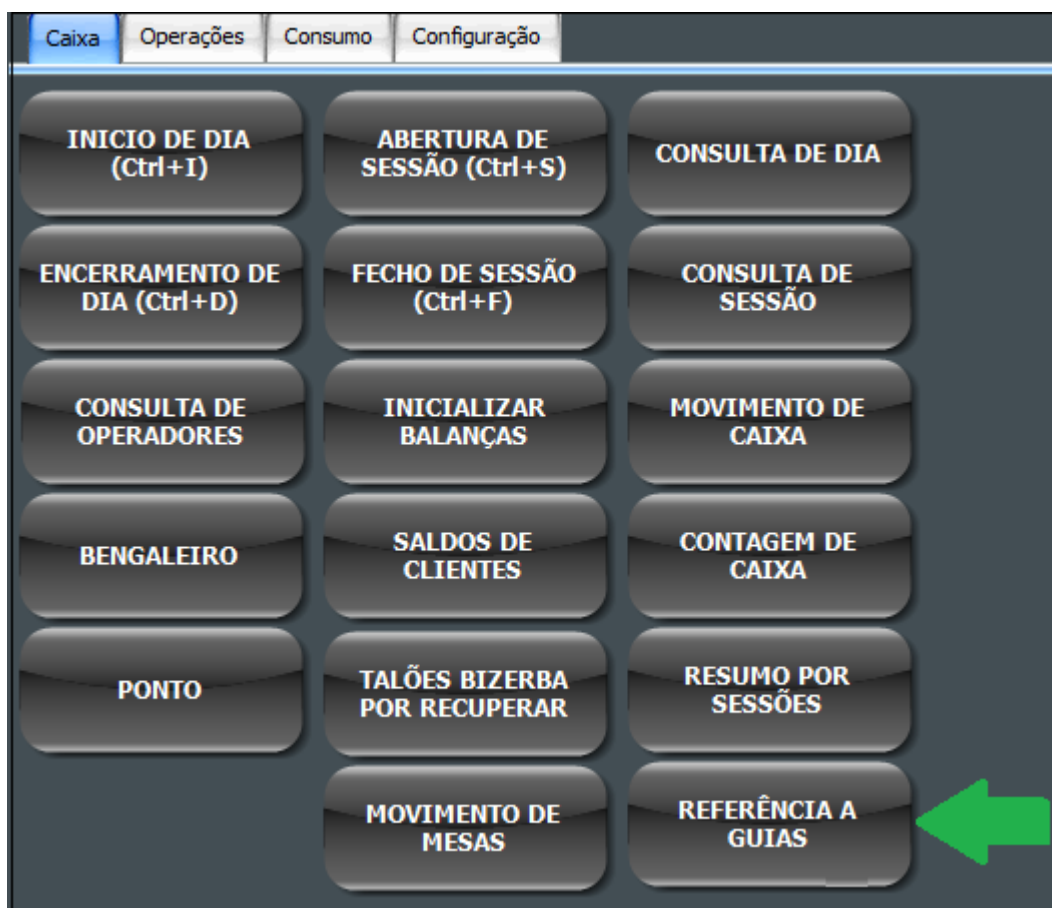 Caixa
Operações
Consumo
Configuração
INICIO DE DIA
(Ctrl+I)
ABERTURA DE
SESSÃO (Ctrl+S)
CONSULTA DE DIA
ENCERRAMENTO DE
DIA (Ctrl+D)
FECHO DE SESSÃO
(Ctrl+F)
CONSULTA DE
SESSÃO
CONSULTA DE
OPERADORES
INICIALIZAR
BALANÇAS
MOVIMENTO DE
CAIXA
BENGALEIRO
SALDOS DE
CLIENTES
CONTAGEM DE
CAIXA
PONTO
TALÕES BIZERBA
POR RECUPERAR
RESUMO POR
SESSÕES
MOVIMENTO DE
MESAS
REFERÊNCIA A
GUIAS